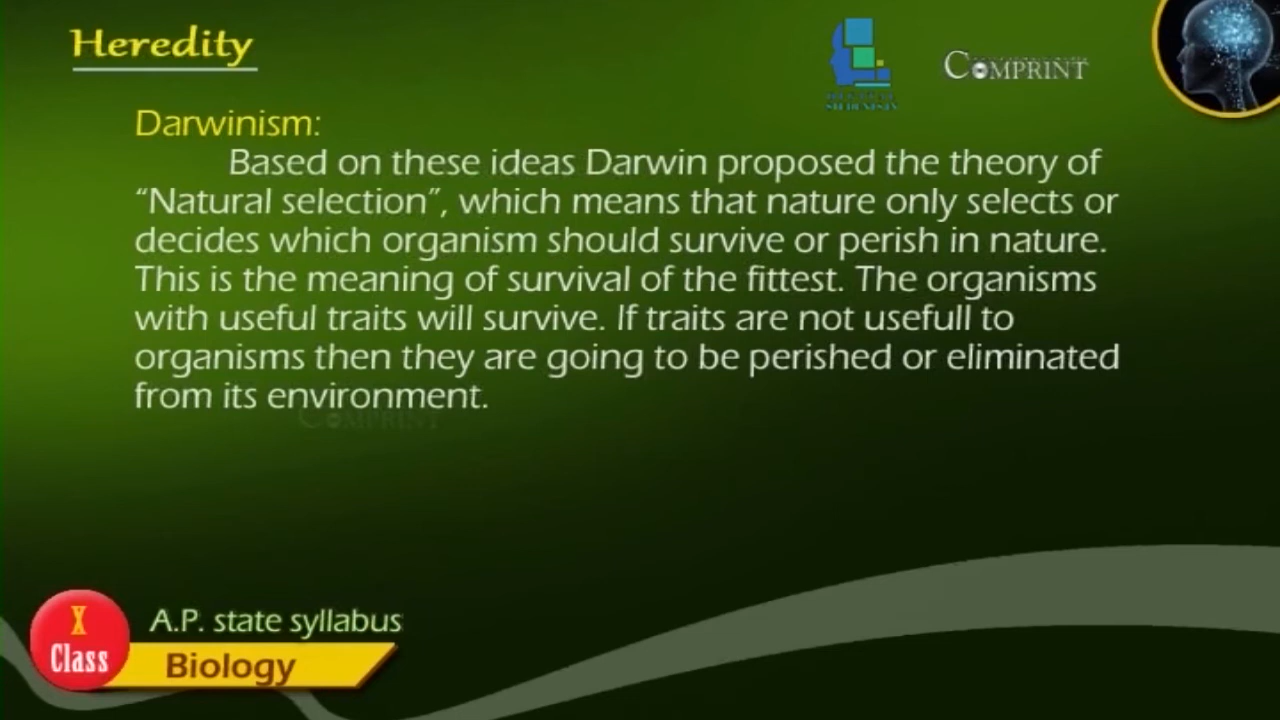 Heredity
COMPRINT
Darwinism:
Based on these ideas Darwin proposed the theory of
“Natural selection”, which means that nature only selects or
decides which organism should survive or perish in nature.
This is the meaning of survival of the fittest. The organisms
with useful traits will survive. If traits are not usefull to
organisms then they are going to be perished or eliminated
from its environment.
COMPRINT
X
Class
A.P. state syllabus
Biology